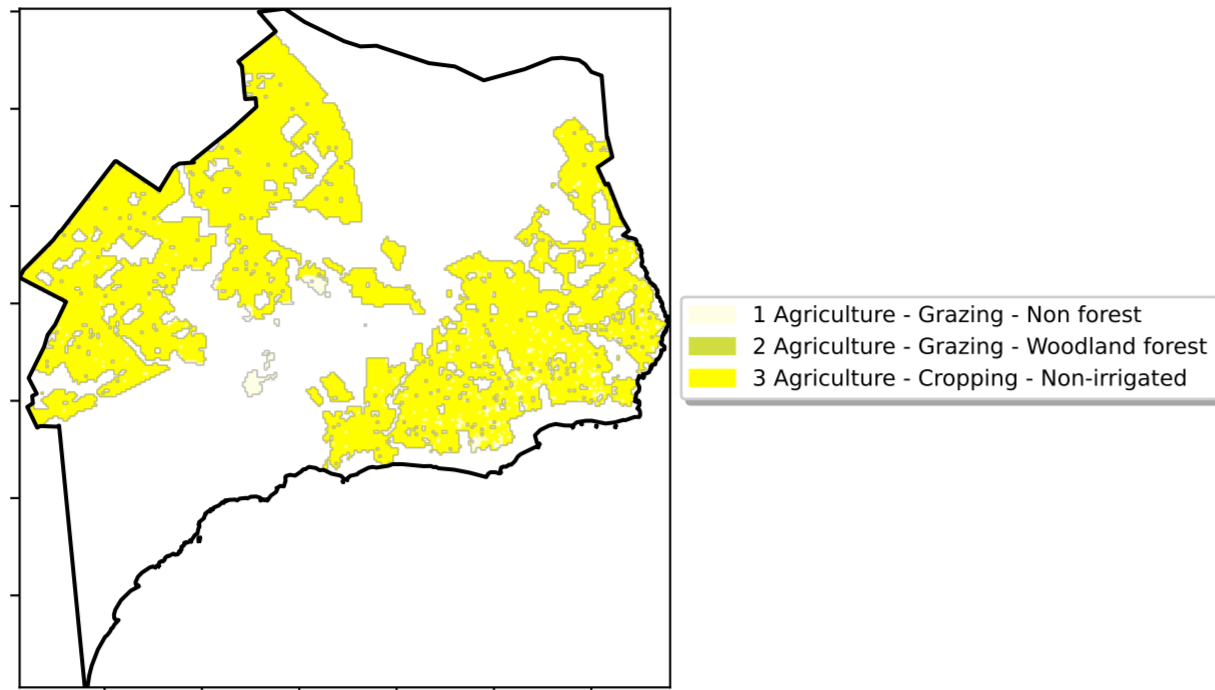 1 Agriculture - Grazing - Non forest
2 Agriculture - Grazing - Woodland forest
3 Agriculture - Cropping - Non-irrigated